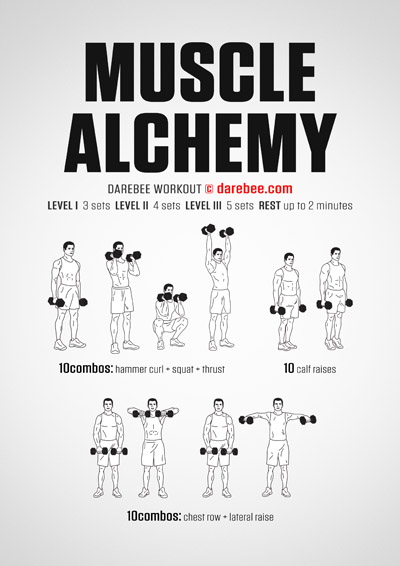 MUSCLE
ALCHEMY
DAREBEE WORKOUT © darebee.com
LEVEL I 3 sets LEVEL II 4 sets LEVEL III 5 sets REST up to 2 minutes
10combos: hammer curl + squat + thrust
10 calf raises
10combos: chest row + lateral raise